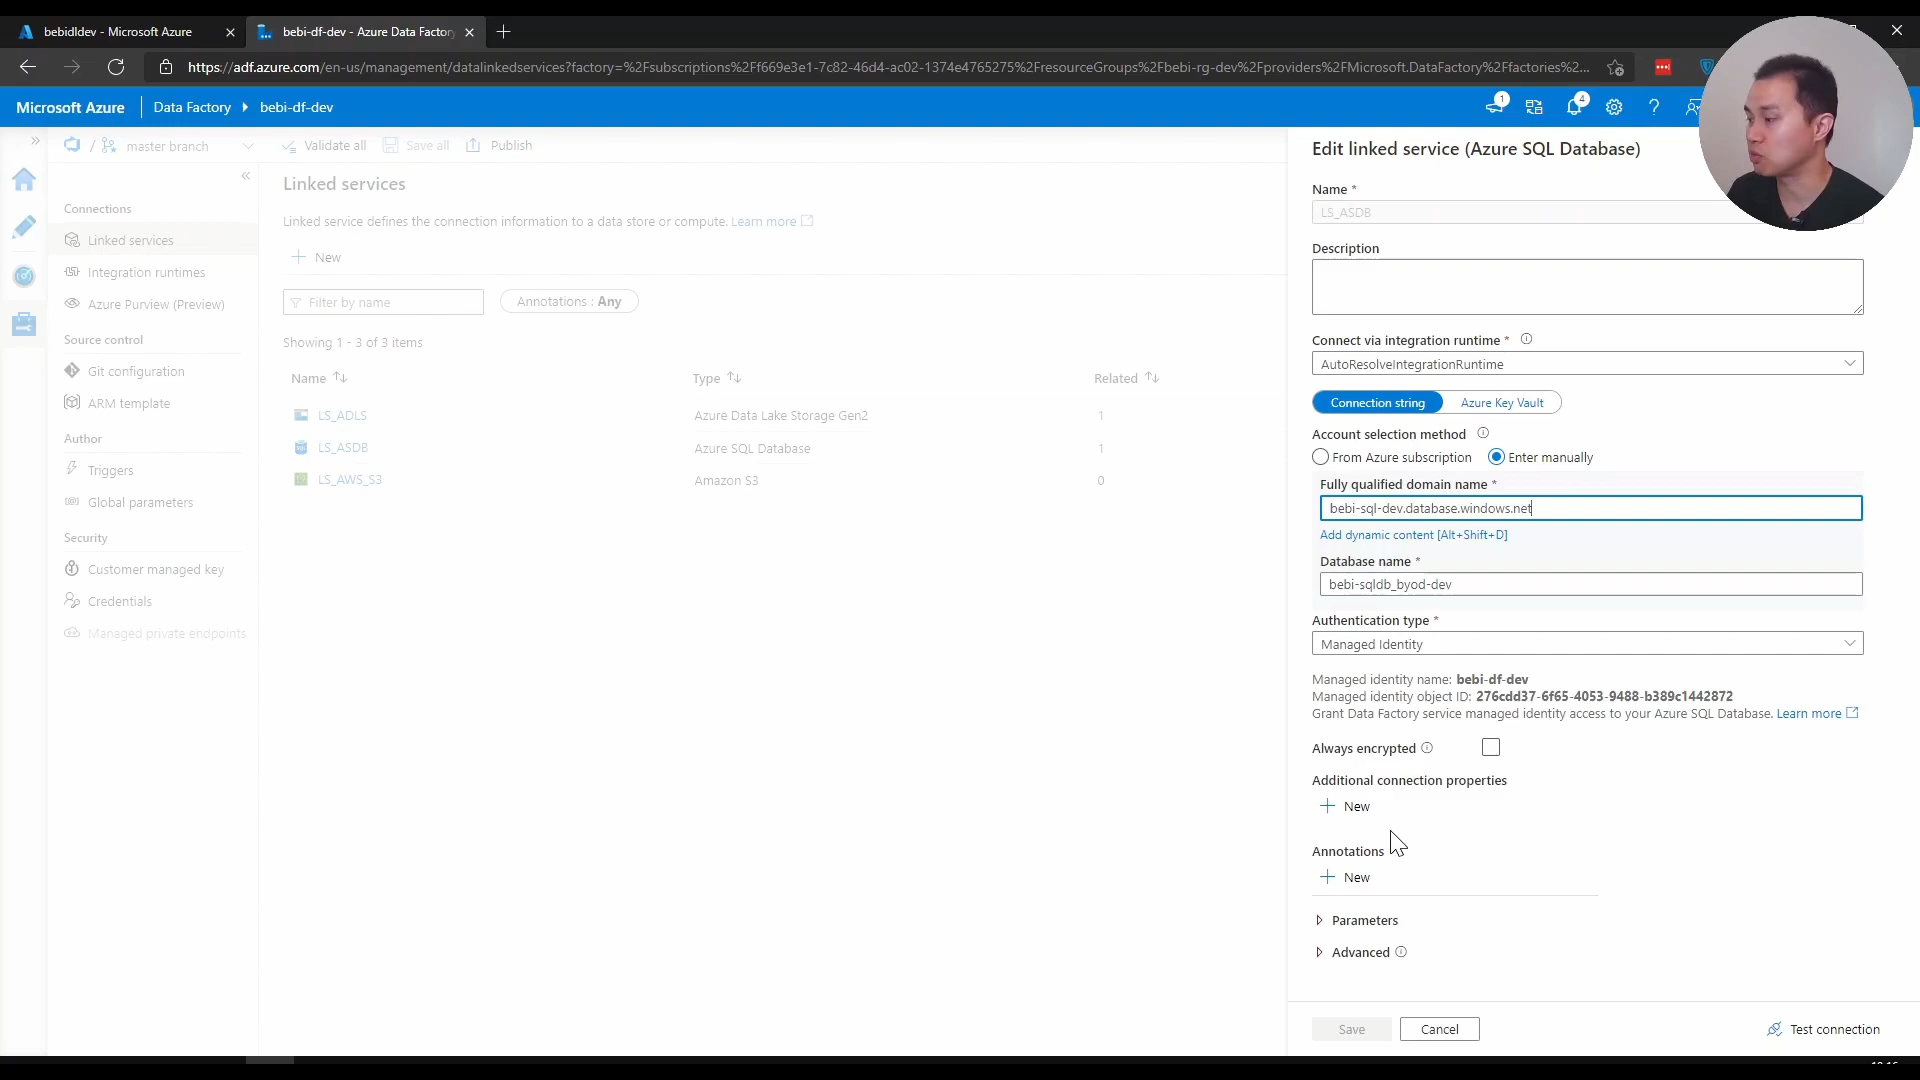 bebidldev - Microsoft Azure
bebi-df-dev - Azure Data Factory
https://adf.azure.com/en-us/management/datalinkedservices?factory=%2Fsubscriptions%2Ff669e3e1-7c82-46d4-ac02-1374e4765275%2FresourceGroups%2Fbebi-rg-dev%2Fproviders%2FMicrosoft.DataFactory%2Ffactories%2...
Microsoft Azure
Data Factory
bebi-df-dev
1
4
/
master branch
Validate all
Save all
Publish
Connections
Linked services
Integration runtimes
Azure Purview (Preview)
Source control
Git configuration
ARM template
Author
Triggers
Global parameters
Security
Customer managed key
Credentials
Managed private endpoints
Linked services
Linked service defines the connection information to a data store or compute. Learn more
New
Filter by name
Annotations : Any
Showing 1 - 3 of 3 items
Name Type Related
LS_ADLS Azure Data Lake Storage Gen2 1
LS_ASDB Azure SQL Database 1
LS_AWS_S3 Amazon S3 0
Edit linked service (Azure SQL Database)
Name *
LS_ASDB
Description
Connect via integration runtime *
AutoResolveIntegrationRuntime
Connection string
Azure Key Vault
Account selection method
From Azure subscription
Enter manually
Fully qualified domain name *
bebi-sql-dev.database.windows.net
Add dynamic content [Alt+Shift+D]
Database name *
bebi-sqldb_byod-dev
Authentication type *
Managed Identity
Managed identity name: bebi-df-dev
Managed identity object ID: 276cdd37-6f65-4053-9488-b389c1442872
Grant Data Factory service managed identity access to your Azure SQL Database. Learn more
Always encrypted
Additional connection properties
New
Annotations
New
Parameters
Advanced
Save
Cancel
Test connection